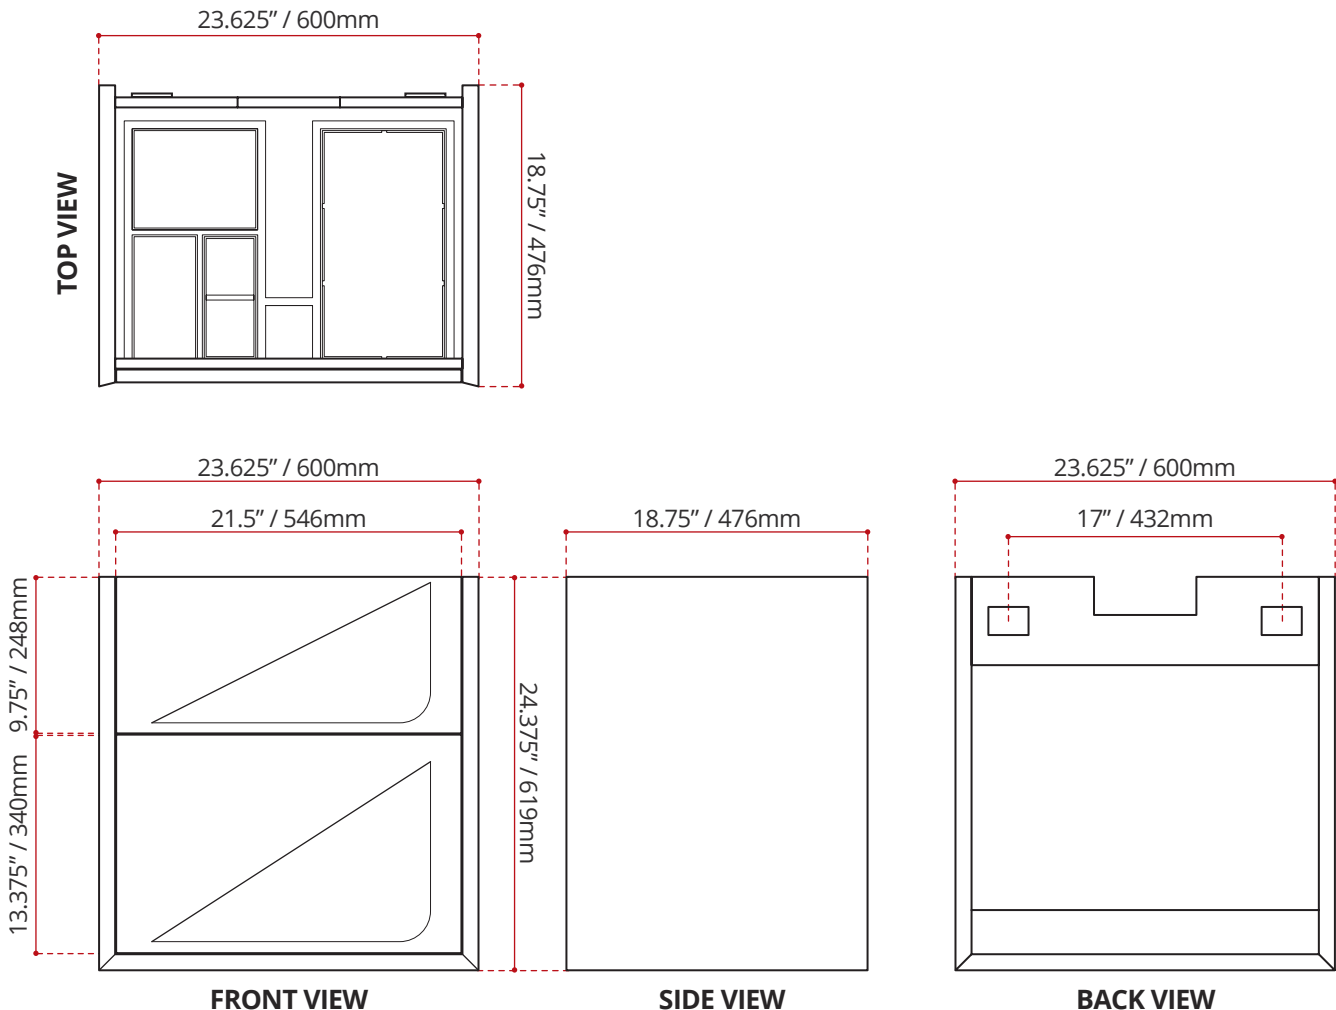 23.625” / 600mm
TOP VIEW
18.75” / 476mm
23.625” / 600mm
21.5” / 546mm
18.75” / 476mm
23.625” / 600mm
17” / 432mm
9.75” / 248mm
13.375” / 340mm
24.375” / 619mm
FRONT VIEW
SIDE VIEW
BACK VIEW